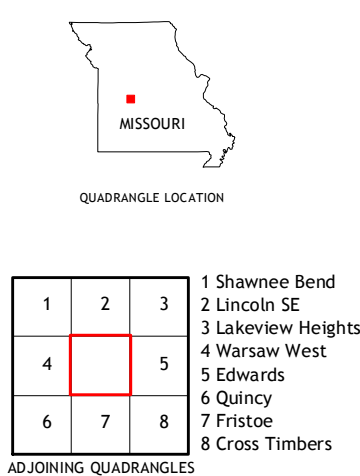 MISSOURI
QUADRANGLE LOCATION
1 2 3
4 5
6 7 8
1 Shawnee Bend
2 Lincoln SE
3 Lakeview Heights
4 Warsaw West
5 Edwards
6 Quincy
7 Fristoe
8 Cross Timbers
ADJOINING QUADRANGLES